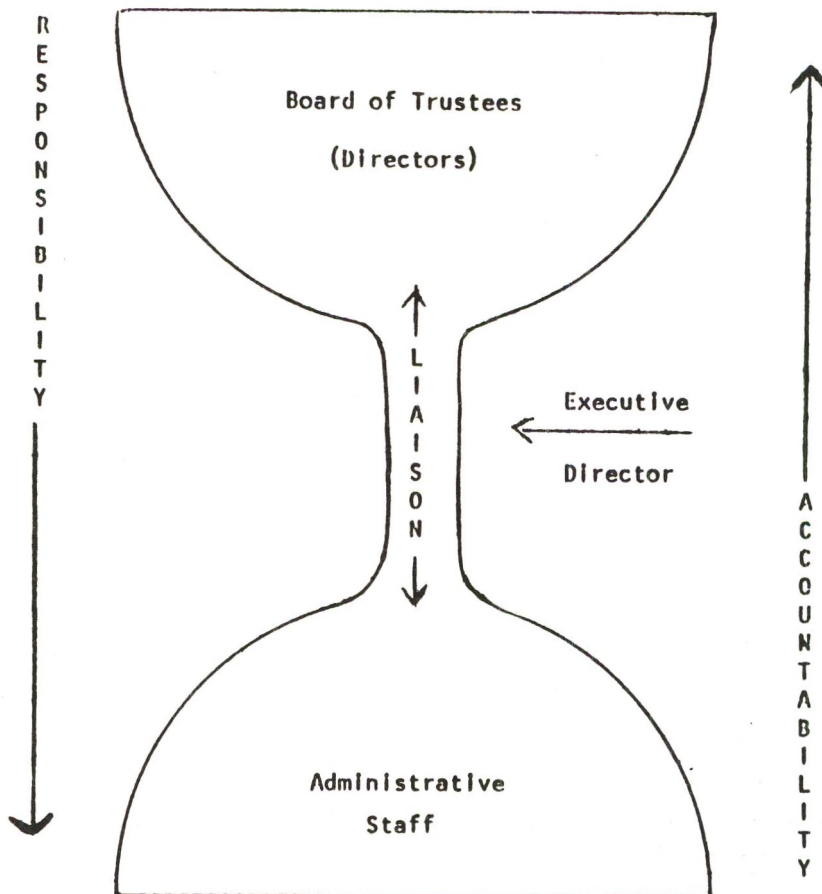 RESPONSIBILITY
Board of Trustees
(Directors)
LIAISON
Executive
Director
ACCOUNTABILITY
Administrative
Staff